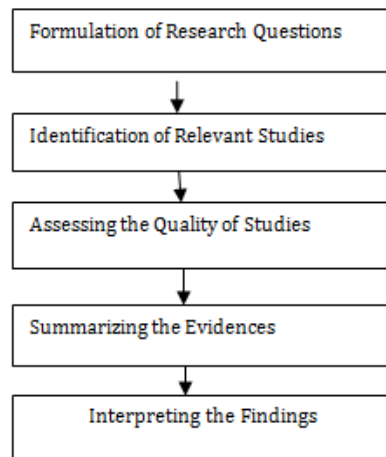 Formulation of Research Questions
Identification of Relevant Studies
Assessing the Quality of Studies
Summarizing the Evidences
Interpreting the Findings